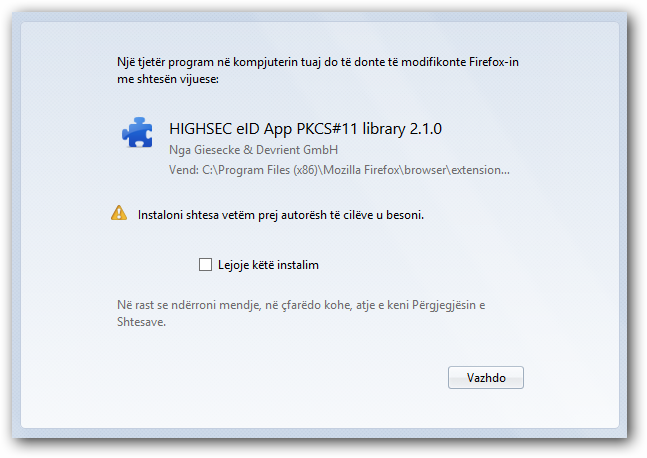 Një tjetër program në kompjuterin tuaj do të donte të modifikonte Firefox-in
me shtesën vijuese:
HIGHSEC eID App PKCS#11 library 2.1.0
Nga Giesecke & Devrient GmbH
Vend: C:\Program Files (x86)\Mozilla Firefox\browser\extension...
Instaloni shtesa vetëm prej autorësh të cilëve u besoni.
Lejoje këtë instalim
Në rast se ndërroni mendje, në çfarëdo kohe, atje e keni Përgjegjësin e
Shtesave.
Vazhdo